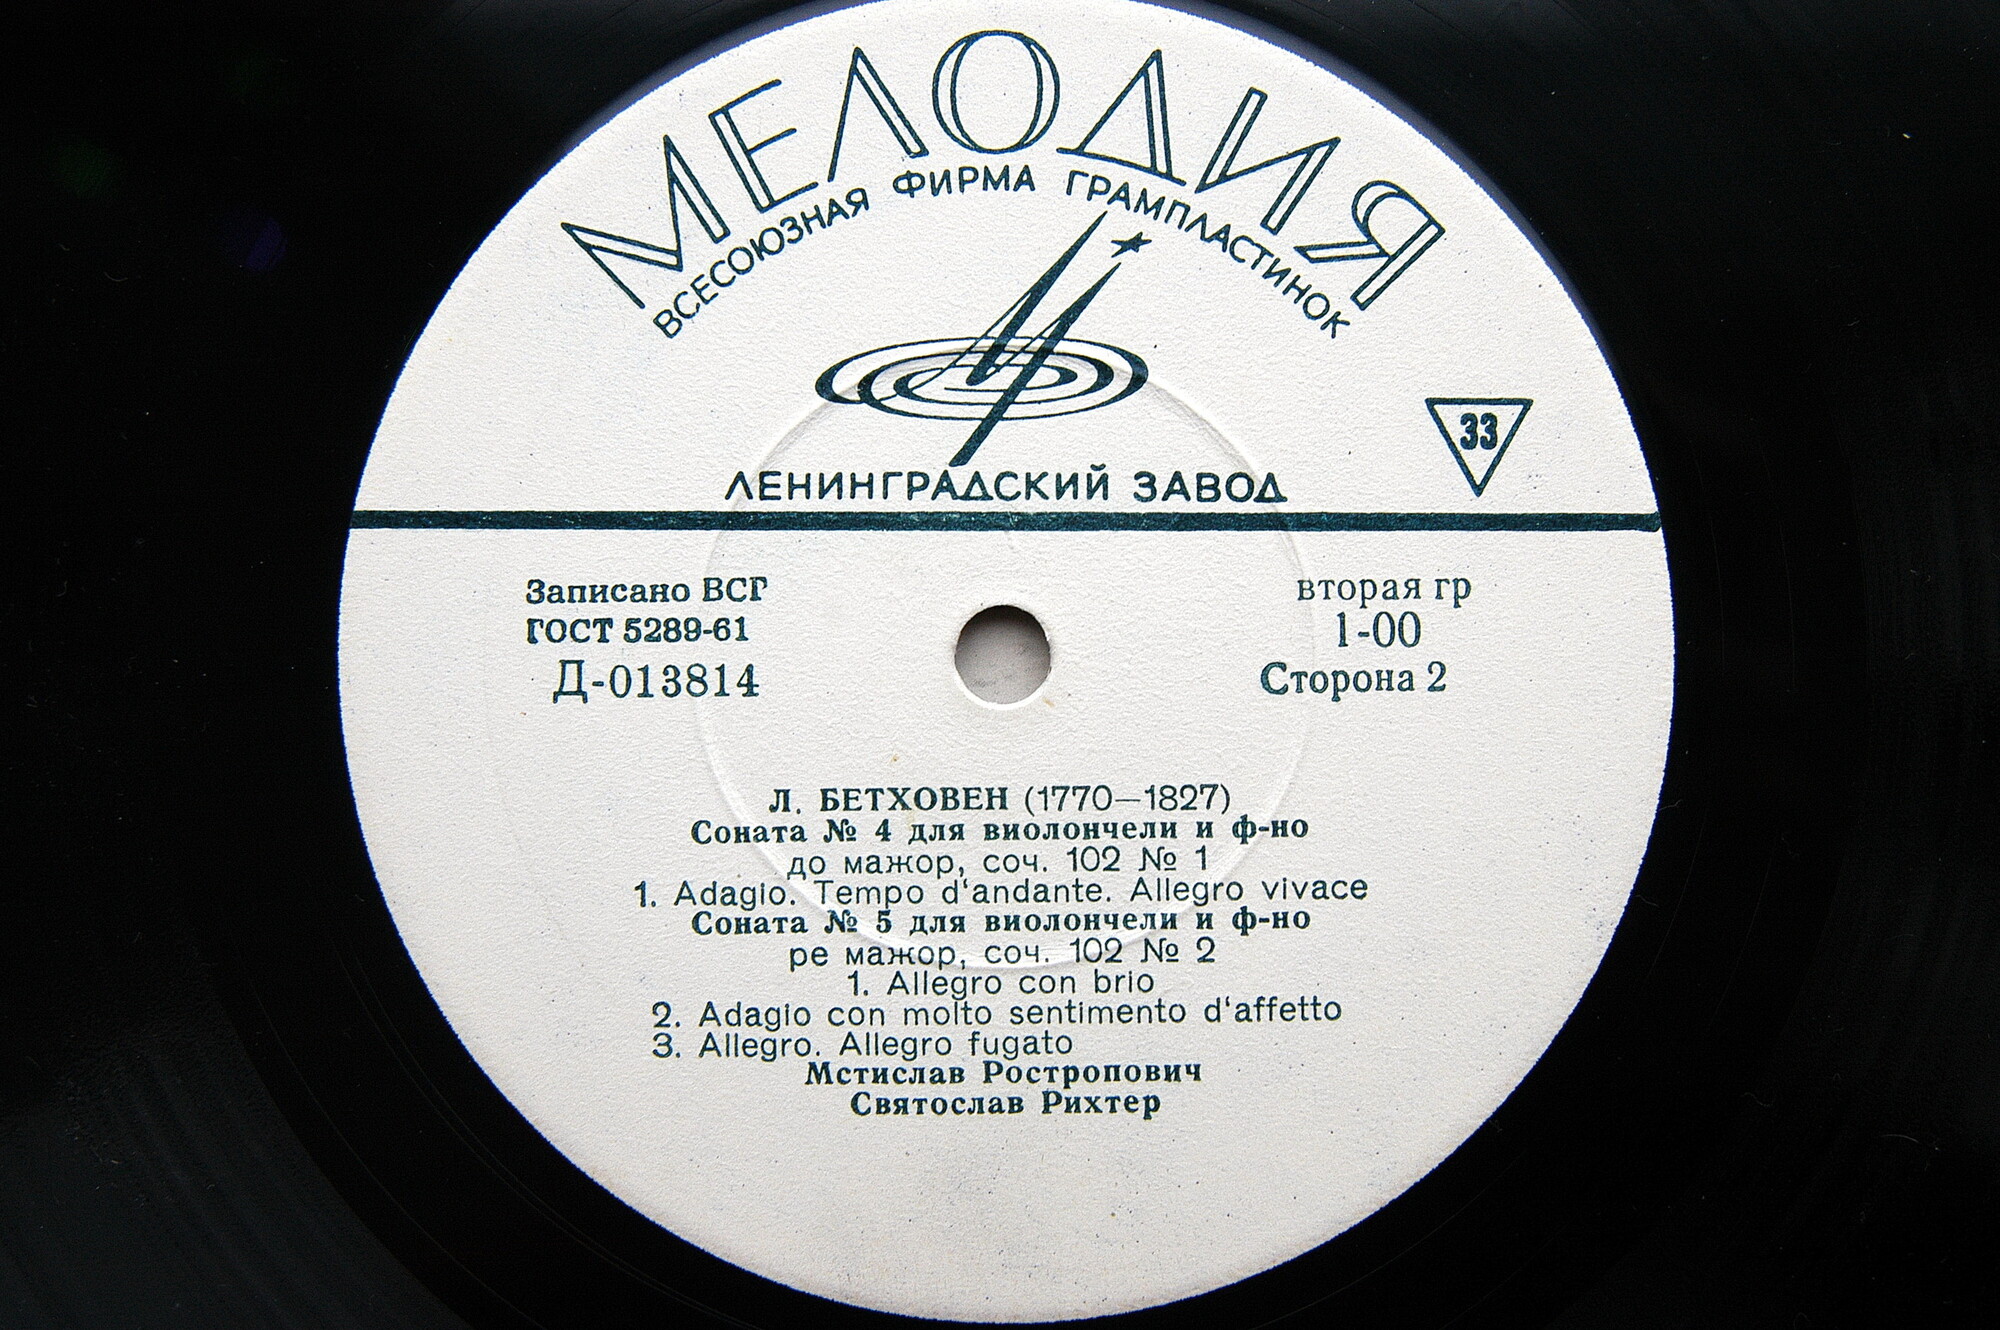 МЕЛОДИЯ
ВСЕСОЮЗНАЯ ФИРМА ГРАМПЛАСТИНОК
33
ЛЕНИНГРАДСКИЙ ЗАВОД
Записано ВСГ
ГОСТ 5289-61
Д-013814
вторая гр
1-00
Сторона 2
Л. БЕТХОВЕН (1770—1827)
Соната № 4 для виолончели и ф-но
до мажор, соч. 102 № 1
1. Adagio. Tempo d'andante. Allegro vivace
Соната № 5 для виолончели и ф-но
ре мажор, соч. 102 № 2
1. Allegro con brio
2. Adagio con molto sentimento d'affetto
3. Allegro. Allegro fugato
Мстислав Ростропович
Святослав Рихтер